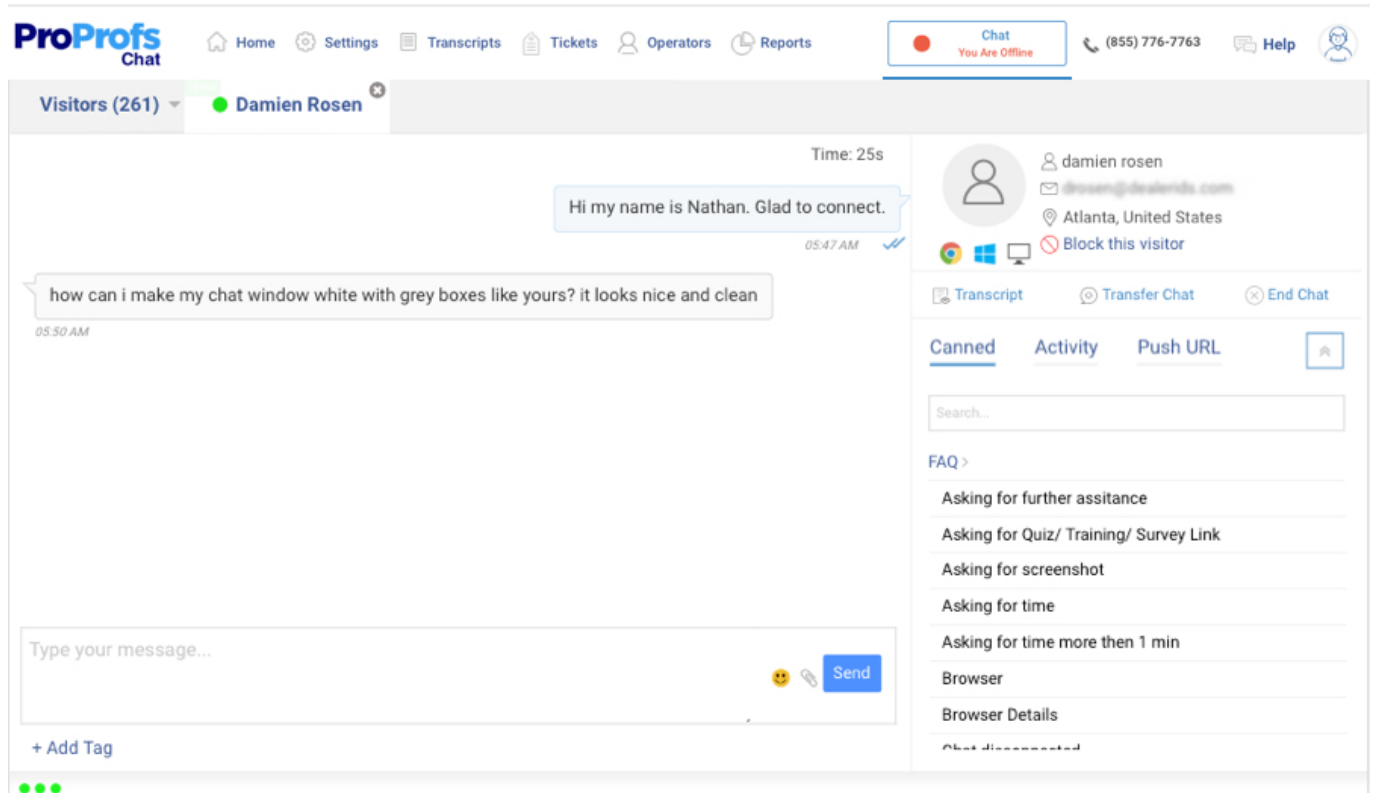 ProProfs
Chat
Home
Settings
Transcripts
Tickets
Operators
Reports
Chat
You Are Offline
(855) 776-7763
Help
Visitors (261)
Damien Rosen
Time: 25s
Hi my name is Nathan. Glad to connect.
05:47 AM
how can i make my chat window white with grey boxes like yours? it looks nice and clean
05:50 AM
Type your message...
Send
+ Add Tag
damien rosen
Atlanta, United States
Block this visitor
Transcript
Transfer Chat
End Chat
Canned
Activity
Push URL
Search...
FAQ >
Asking for further assitance
Asking for Quiz/ Training/ Survey Link
Asking for screenshot
Asking for time
Asking for time more then 1 min
Browser
Browser Details
Chat disconnected